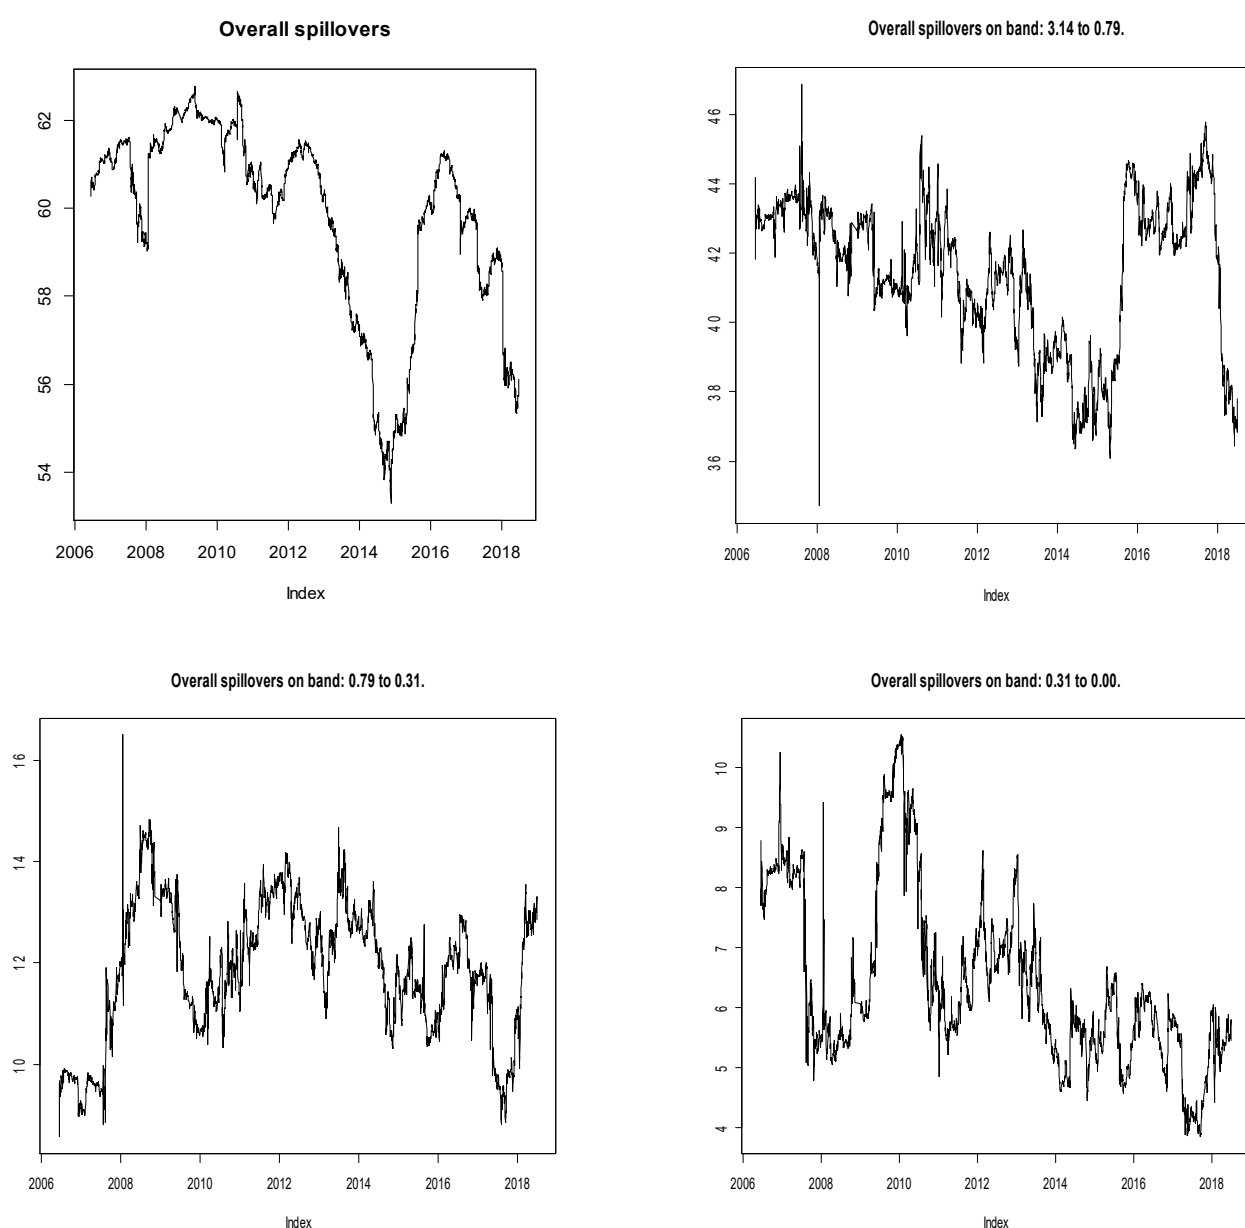 Overall spillovers
62
60
58
56
54
2006 2008 2010 2012 2014 2016 2018
Index
Overall spillovers on band: 3.14 to 0.79.
46
44
42
40
38
36
2006 2008 2010 2012 2014 2016 2018
Index
Overall spillovers on band: 0.79 to 0.31.
16
14
12
10
2006 2008 2010 2012 2014 2016 2018
Index
Overall spillovers on band: 0.31 to 0.00.
10
9
8
7
6
5
4
2006 2008 2010 2012 2014 2016 2018
Index